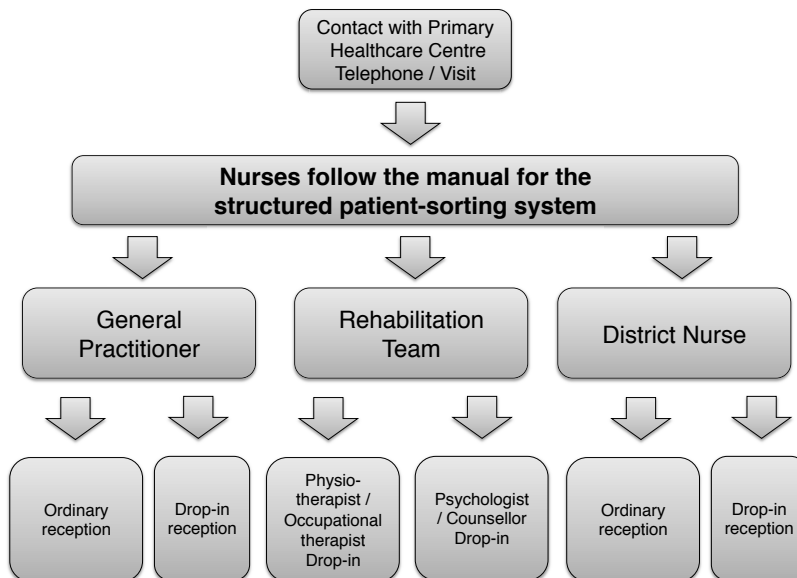 Contact with Primary
Healthcare Centre
Telephone / Visit
Nurses follow the manual for the
structured patient-sorting system
General
Practitioner
Rehabilitation
Team
District Nurse
Ordinary
reception
Drop-in
reception
Physio-
therapist /
Occupational
therapist
Drop-in
Psychologist
/ Counsellor
Drop-in
Ordinary
reception
Drop-in
reception